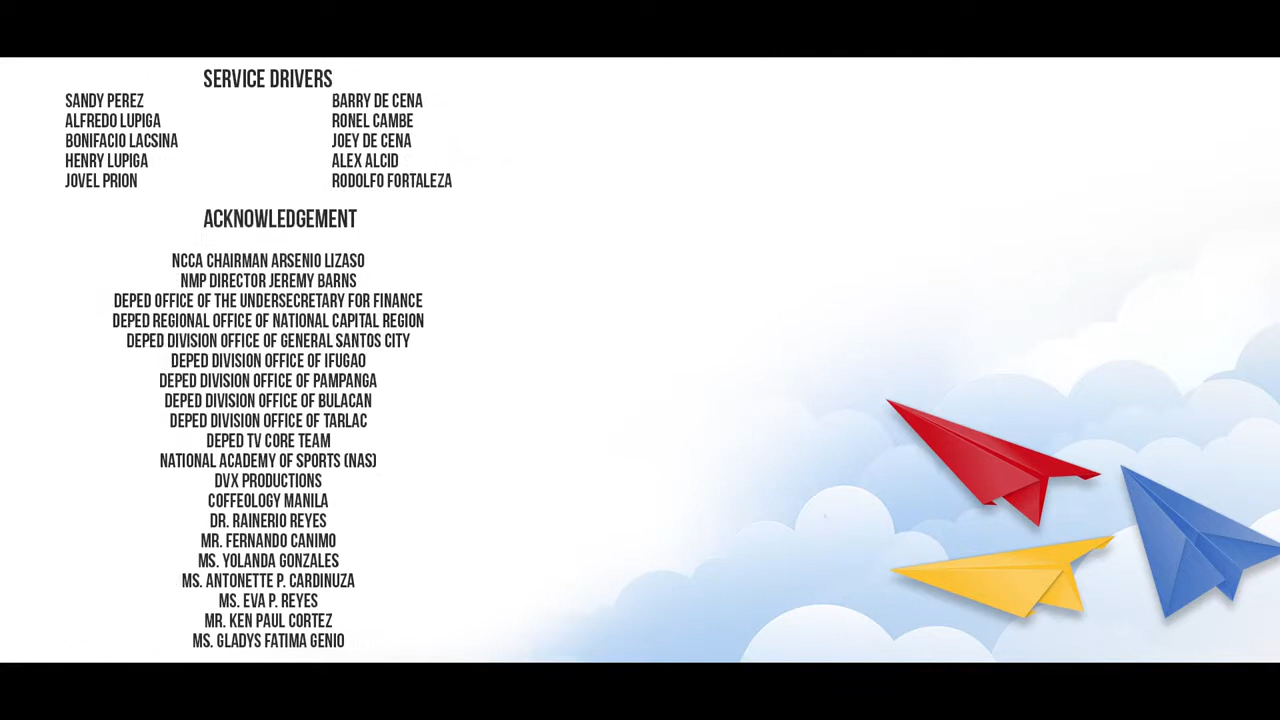 SERVICE DRIVERS
SANDY PEREZ
ALFREDO LUPIGA
BONIFACIO LACSINA
HENRY LUPIGA
JOVEL PRION
BARRY DE CENA
RONEL CAMBE
JOEY DE CENA
ALEX ALCID
RODOLFO FORTALEZA
ACKNOWLEDGEMENT
NCCA CHAIRMAN ARSENIO LIZASO
NMP DIRECTOR JEREMY BARNS
DEPED OFFICE OF THE UNDERSECRETARY FOR FINANCE
DEPED REGIONAL OFFICE OF NATIONAL CAPITAL REGION
DEPED DIVISION OFFICE OF GENERAL SANTOS CITY
DEPED DIVISION OFFICE OF IFUGAO
DEPED DIVISION OFFICE OF PAMPANGA
DEPED DIVISION OFFICE OF BULACAN
DEPED DIVISION OFFICE OF TARLAC
DEPED TV CORE TEAM
NATIONAL ACADEMY OF SPORTS (NAS)
DVX PRODUCTIONS
COFFEOLOGY MANILA
DR. RAINERIO REYES
MR. FERNANDO CANIMO
MS. YOLANDA GONZALES
MS. ANTONETTE P. CARDINUZA
MS. EVA P. REYES
MR. KEN PAUL CORTEZ
MS. GLADYS FATIMA GENIO